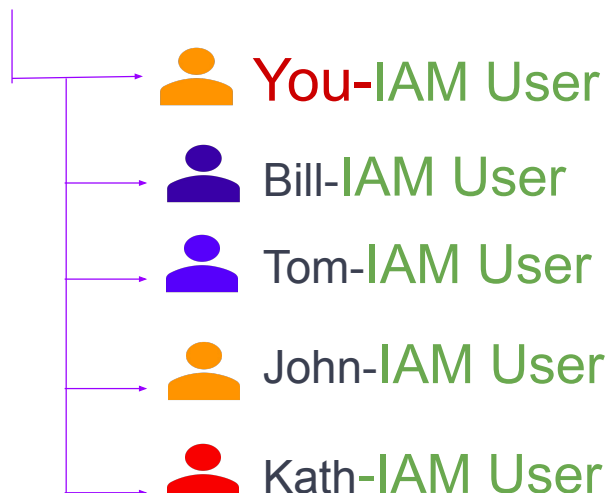 You-IAM User
Bill-IAM User
Tom-IAM User
John-IAM User
Kath-IAM User